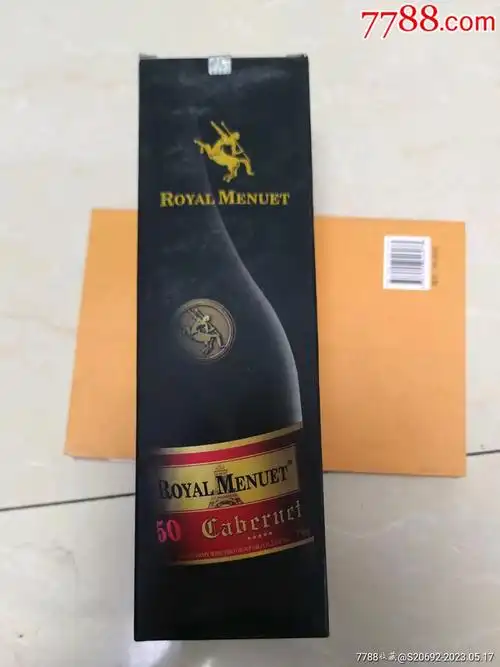 7788.com
ROYAL MENUET
ROYAL MENUET
50 Cabernet
7788收藏@S20692-2023.05.17